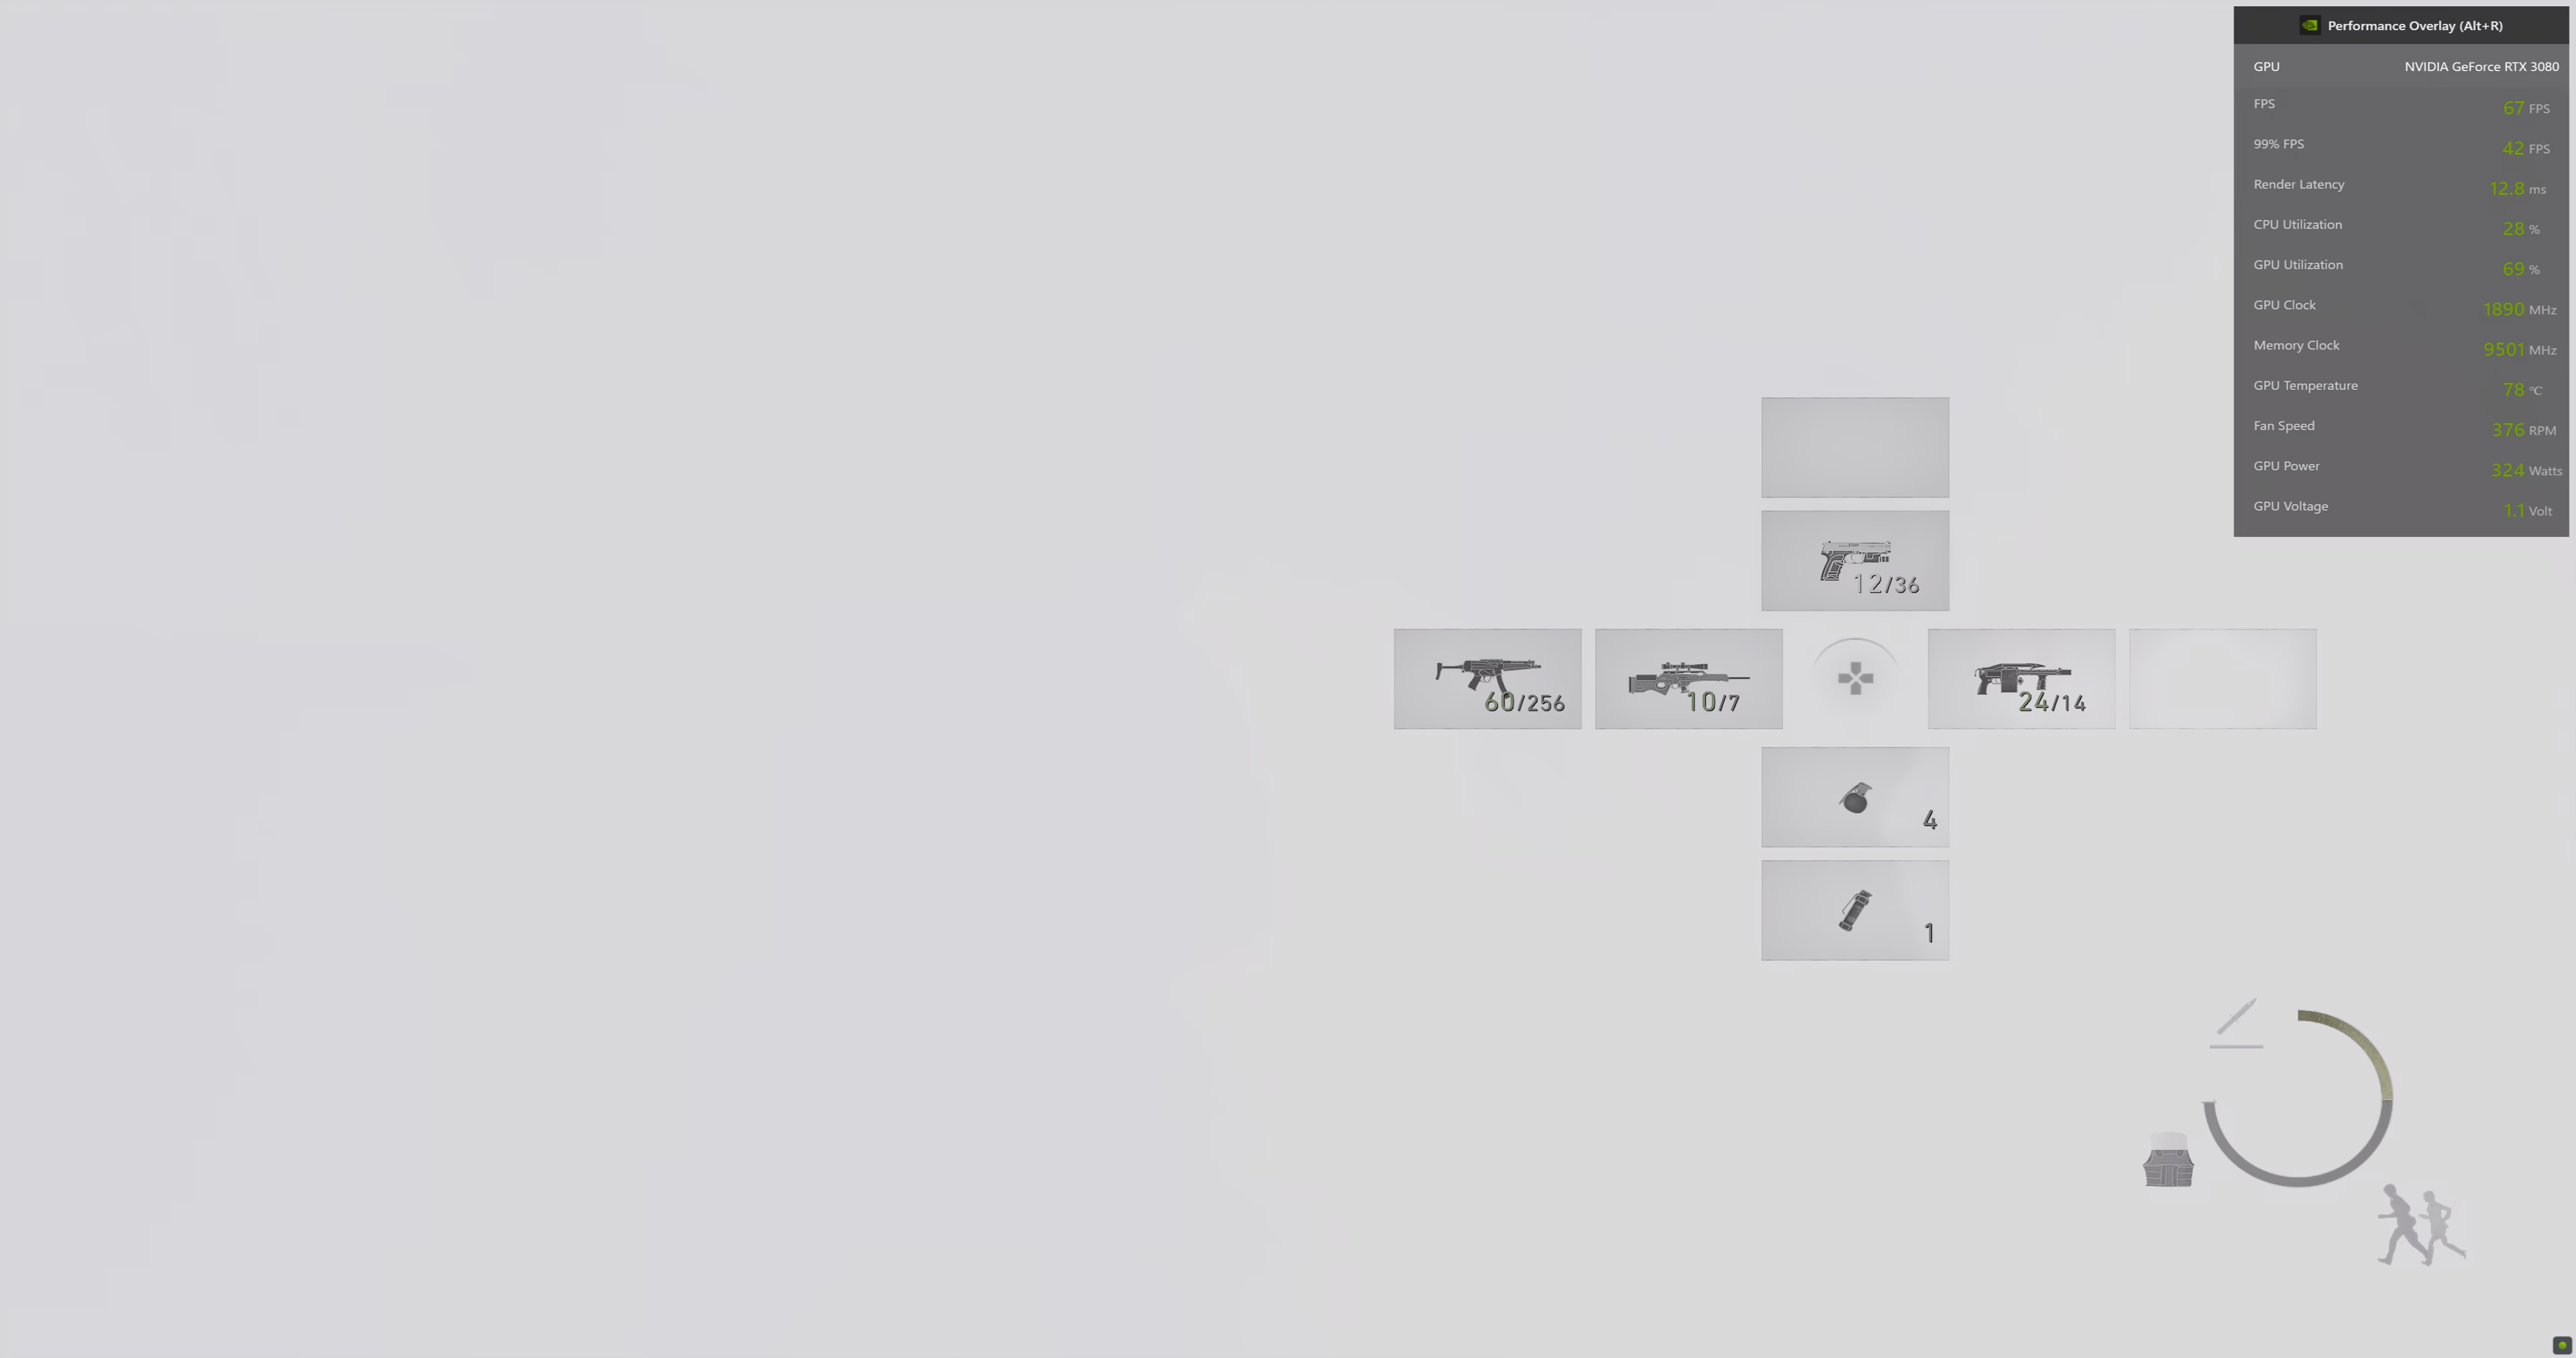 Performance Overlay (Alt+R)
GPU NVIDIA GeForce RTX 3080
FPS 67 FPS
99% FPS 42 FPS
Render Latency 12.8 ms
CPU Utilization 28 %
GPU Utilization 69 %
GPU Clock 1890 MHz
Memory Clock 9501 MHz
GPU Temperature 78 °C
Fan Speed 376 RPM
GPU Power 324 Watts
GPU Voltage 1.1 Volt
12/36
60/256
10/7
24/14
4
1